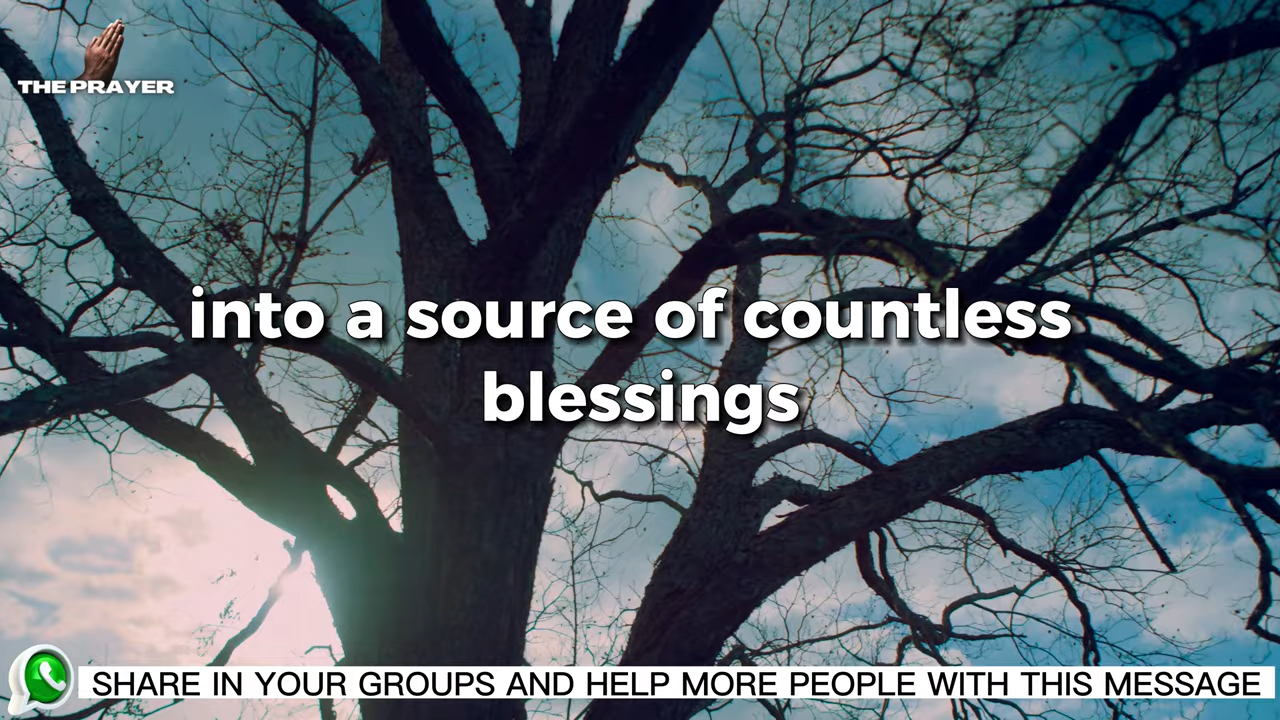 THE PRAYER
into a source of countless
blessings
SHARE IN YOUR GROUPS AND HELP MORE PEOPLE WITH THIS MESSAGE